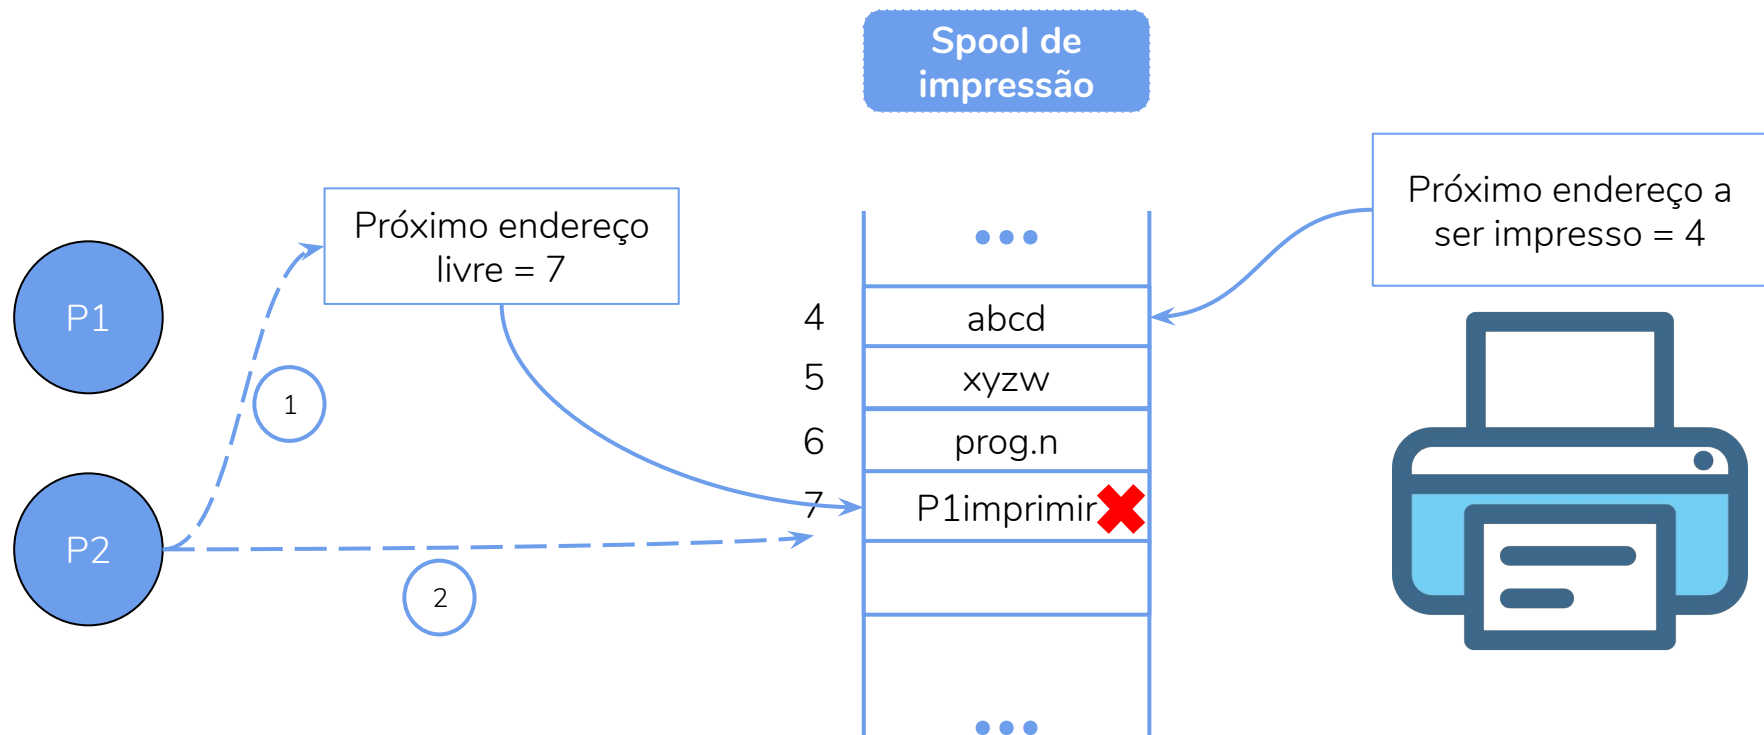 Spool de
impressão
Próximo endereço
livre = 7
Próximo endereço a
ser impresso = 4
P1
P2
1
2
4
abcd
5
xyzw
6
prog.n
7
P1imprimir